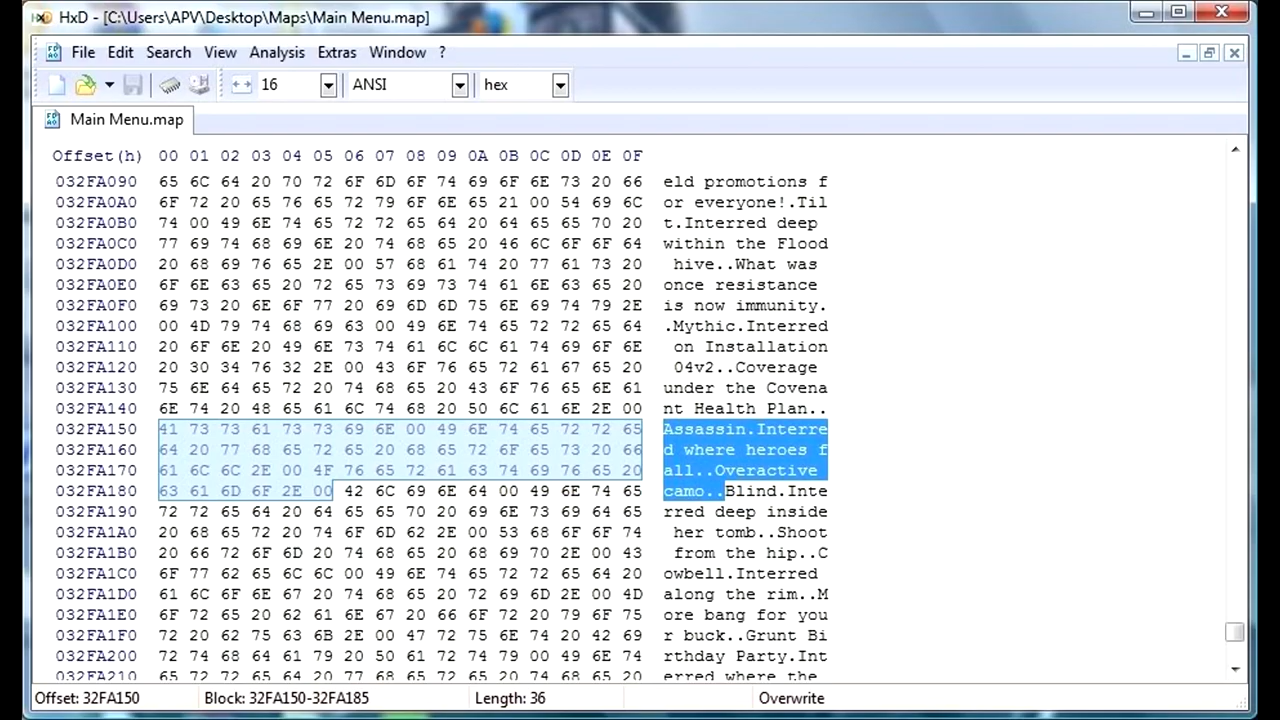 HxD - [C:\Users\APV\Desktop\Maps\Main Menu.map]
File Edit Search View Analysis Extras Window ?
16 ANSI hex
Main Menu.map
Offset(h) 00 01 02 03 04 05 06 07 08 09 0A 0B 0C 0D 0E 0F
032FA090 65 6C 64 20 70 72 6F 6D 6F 74 69 6F 6E 73 20 66 eld promotions f
032FA0A0 6F 72 20 65 76 65 72 79 6F 6E 65 21 00 54 69 6C or everyone!.Til
032FA0B0 74 00 49 6E 74 65 72 72 65 64 20 64 65 65 70 20 t.Interred deep
032FA0C0 77 69 74 68 69 6E 20 74 68 65 20 46 6C 6F 6F 64 within the Flood
032FA0D0 20 68 69 76 65 2E 00 57 68 61 74 20 77 61 73 20 hive..What was
032FA0E0 6F 6E 63 65 20 72 65 73 69 73 74 61 6E 63 65 20 once resistance
032FA0F0 69 73 20 6E 6F 77 20 69 6D 6D 75 6E 69 74 79 2E is now immunity.
032FA100 00 4D 79 74 68 69 63 00 49 6E 74 65 72 72 65 64 .Mythic.Interred
032FA110 20 6F 6E 20 49 6E 73 74 61 6C 6C 61 74 69 6F 6E on Installation
032FA120 20 30 34 76 32 2E 00 43 6F 76 65 72 61 67 65 20 04v2..Coverage
032FA130 75 6E 64 65 72 20 74 68 65 20 43 6F 76 65 6E 61 under the Covena
032FA140 6E 74 20 48 65 61 6C 74 68 20 50 6C 61 6E 2E 00 nt Health Plan..
032FA150 41 73 73 61 73 73 69 6E 00 49 6E 74 65 72 72 65 Assassin.Interre
032FA160 64 20 77 68 65 72 65 20 68 65 72 6F 65 73 20 66 d where heroes f
032FA170 61 6C 6C 2E 00 4F 76 65 72 61 63 74 69 76 65 20 all..Overactive
032FA180 63 61 6D 6F 2E 00 42 6C 69 6E 64 00 49 6E 74 65 camo..Blind.Inte
032FA190 72 72 65 64 20 64 65 65 70 20 69 6E 73 69 64 65 rred deep inside
032FA1A0 20 68 65 72 20 74 6F 6D 62 2E 00 53 68 6F 6F 74 her tomb..Shoot
032FA1B0 20 66 72 6F 6D 20 74 68 65 20 68 69 70 2E 00 43 from the hip..C
032FA1C0 6F 77 62 65 6C 6C 00 49 6E 74 65 72 72 65 64 20 owbell.Interred
032FA1D0 61 6C 6F 6E 67 20 74 68 65 20 72 69 6D 2E 00 4D along the rim..M
032FA1E0 6F 72 65 20 62 61 6E 67 20 66 6F 72 20 79 6F 75 ore bang for you
032FA1F0 72 20 62 75 63 6B 2E 00 47 72 75 6E 74 20 42 69 r buck..Grunt Bi
032FA200 72 74 68 64 61 79 20 50 61 72 74 79 00 49 6E 74 rthday Party.Int
032FA210 65 72 72 65 64 20 77 68 65 72 65 20 74 68 65 20 erred where the
Offset: 32FA150 Block: 32FA150-32FA185 Length: 36 Overwrite